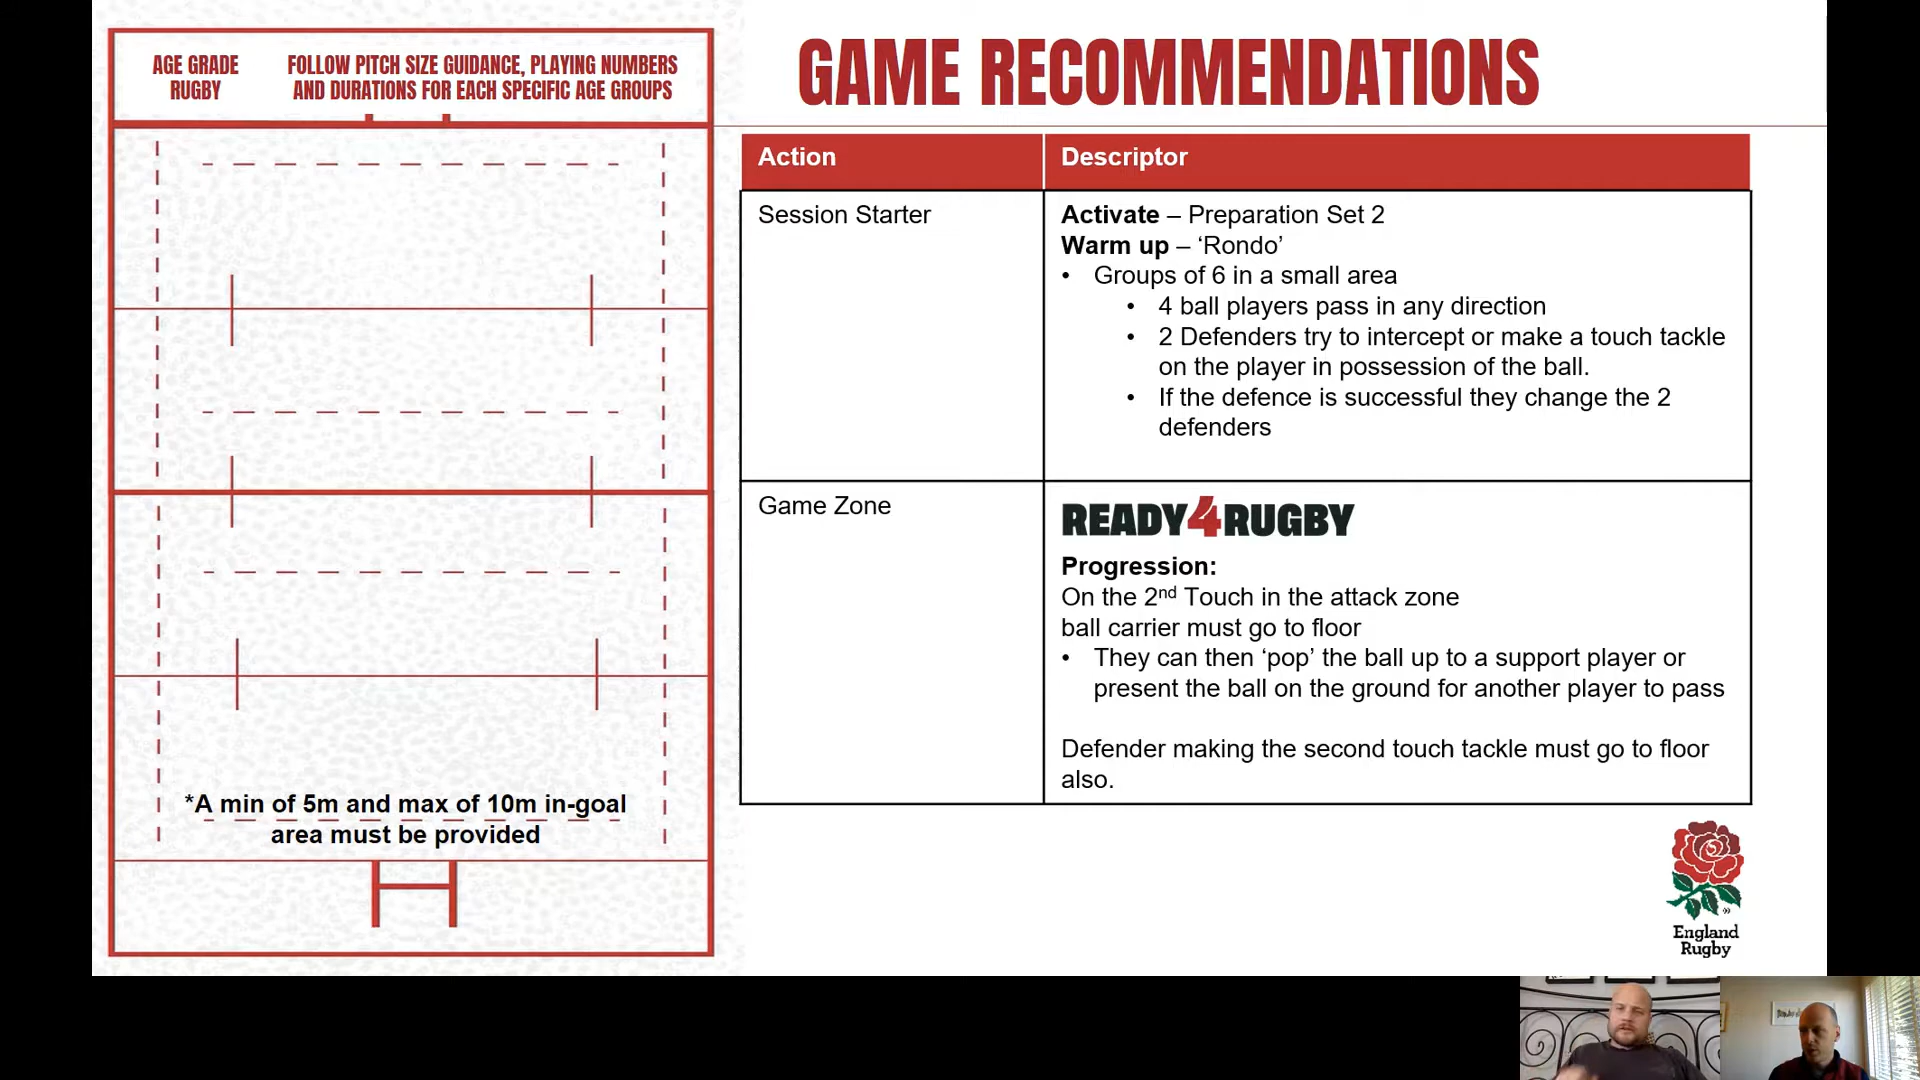 AGE GRADE
RUGBY
FOLLOW PITCH SIZE GUIDANCE, PLAYING NUMBERS
AND DURATIONS FOR EACH SPECIFIC AGE GROUPS
*A min of 5m and max of 10m in-goal
area must be provided
GAME RECOMMENDATIONS
Action
Descriptor
Session Starter
Activate – Preparation Set 2
Warm up – ‘Rondo’
• Groups of 6 in a small area
• 4 ball players pass in any direction
• 2 Defenders try to intercept or make a touch tackle
on the player in possession of the ball.
• If the defence is successful they change the 2
defenders
Game Zone
READY4RUGBY
Progression:
On the 2nd Touch in the attack zone
ball carrier must go to floor
• They can then ‘pop’ the ball up to a support player or
present the ball on the ground for another player to pass
Defender making the second touch tackle must go to floor
also.
England
Rugby